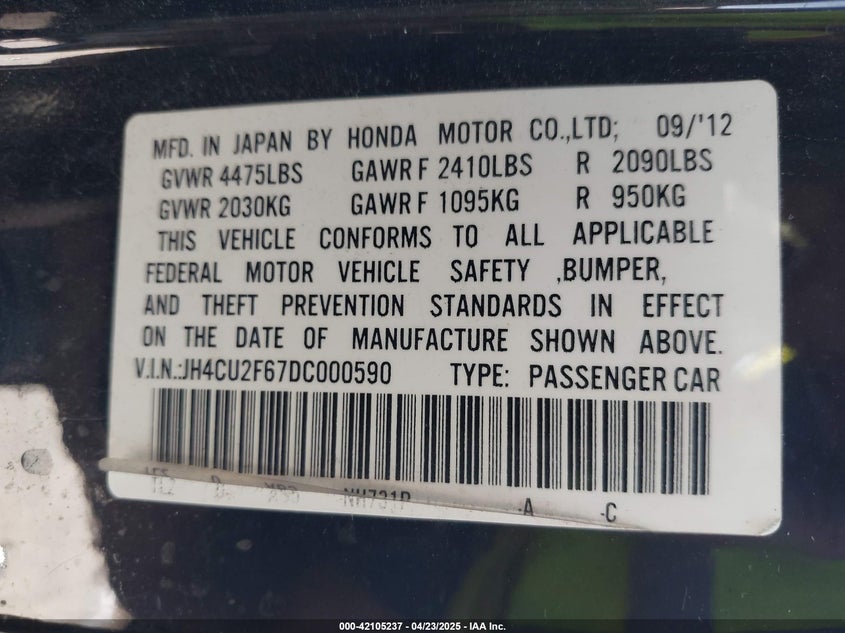 MFD. IN JAPAN BY HONDA MOTOR CO.,LTD; 09/'12
GVWR 4475LBS GAWR F 2410LBS R 2090LBS
GVWR 2030KG GAWR F 1095KG R 950KG
THIS VEHICLE CONFORMS TO ALL APPLICABLE
FEDERAL MOTOR VEHICLE SAFETY ,BUMPER,
AND THEFT PREVENTION STANDARDS IN EFFECT
ON THE DATE OF MANUFACTURE SHOWN ABOVE.
V.I.N.:JH4CU2F67DC000590 TYPE: PASSENGER CAR
NH731P A C
000-42105237 - 04/23/2025 - IAA Inc.